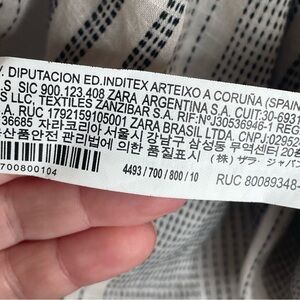 DIPUTACION ED.INDITEX ARTEIXO A CORUÑA (SPAIN
S. SIC 900.123.408 ZARA ARGENTINA S.A. CUIT:30-6931
S LLC, TEXTILES ZANZIBAR S.A. RIF:NºJ30536946-1 REG
A. RUC 1792159105001 ZARA BRASIL LTDA. CNPJ:02952
36685 자라코리아 서울시 강남구 삼성동 무역센터 20층
산품안전 관리법에 의한 품질표시 (株) ザラ・ジャパン
700800104
4493/700/800/10
RUC 80089348-